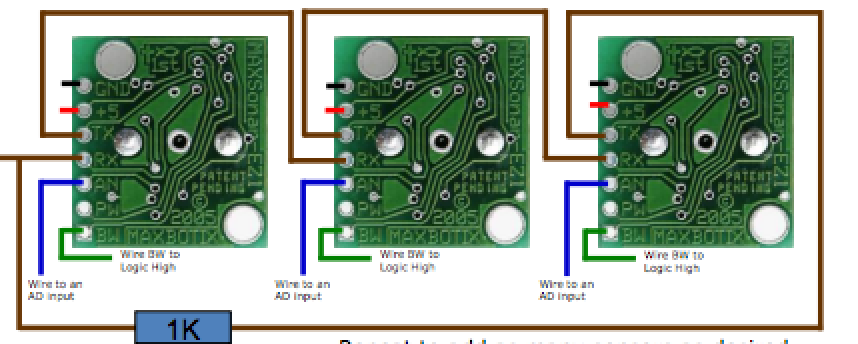 1st
GND
+5
TX
RX
AN
PW
BW
MAXBOTIX
PATENT
PENDING
©
2005
MAXSonar EZ1
Wire BW to
Logic High
Wire to an
AD input
1st
GND
+5
TX
RX
AN
PW
BW
MAXBOTIX
PATENT
PENDING
©
2005
MAXSonar EZ1
Wire BW to
Logic High
Wire to an
AD input
1st
GND
+5
TX
RX
AN
PW
BW
MAXBOTIX
PATENT
PENDING
©
2005
MAXSonar EZ1
Wire BW to
Logic High
Wire to an
AD input
1K